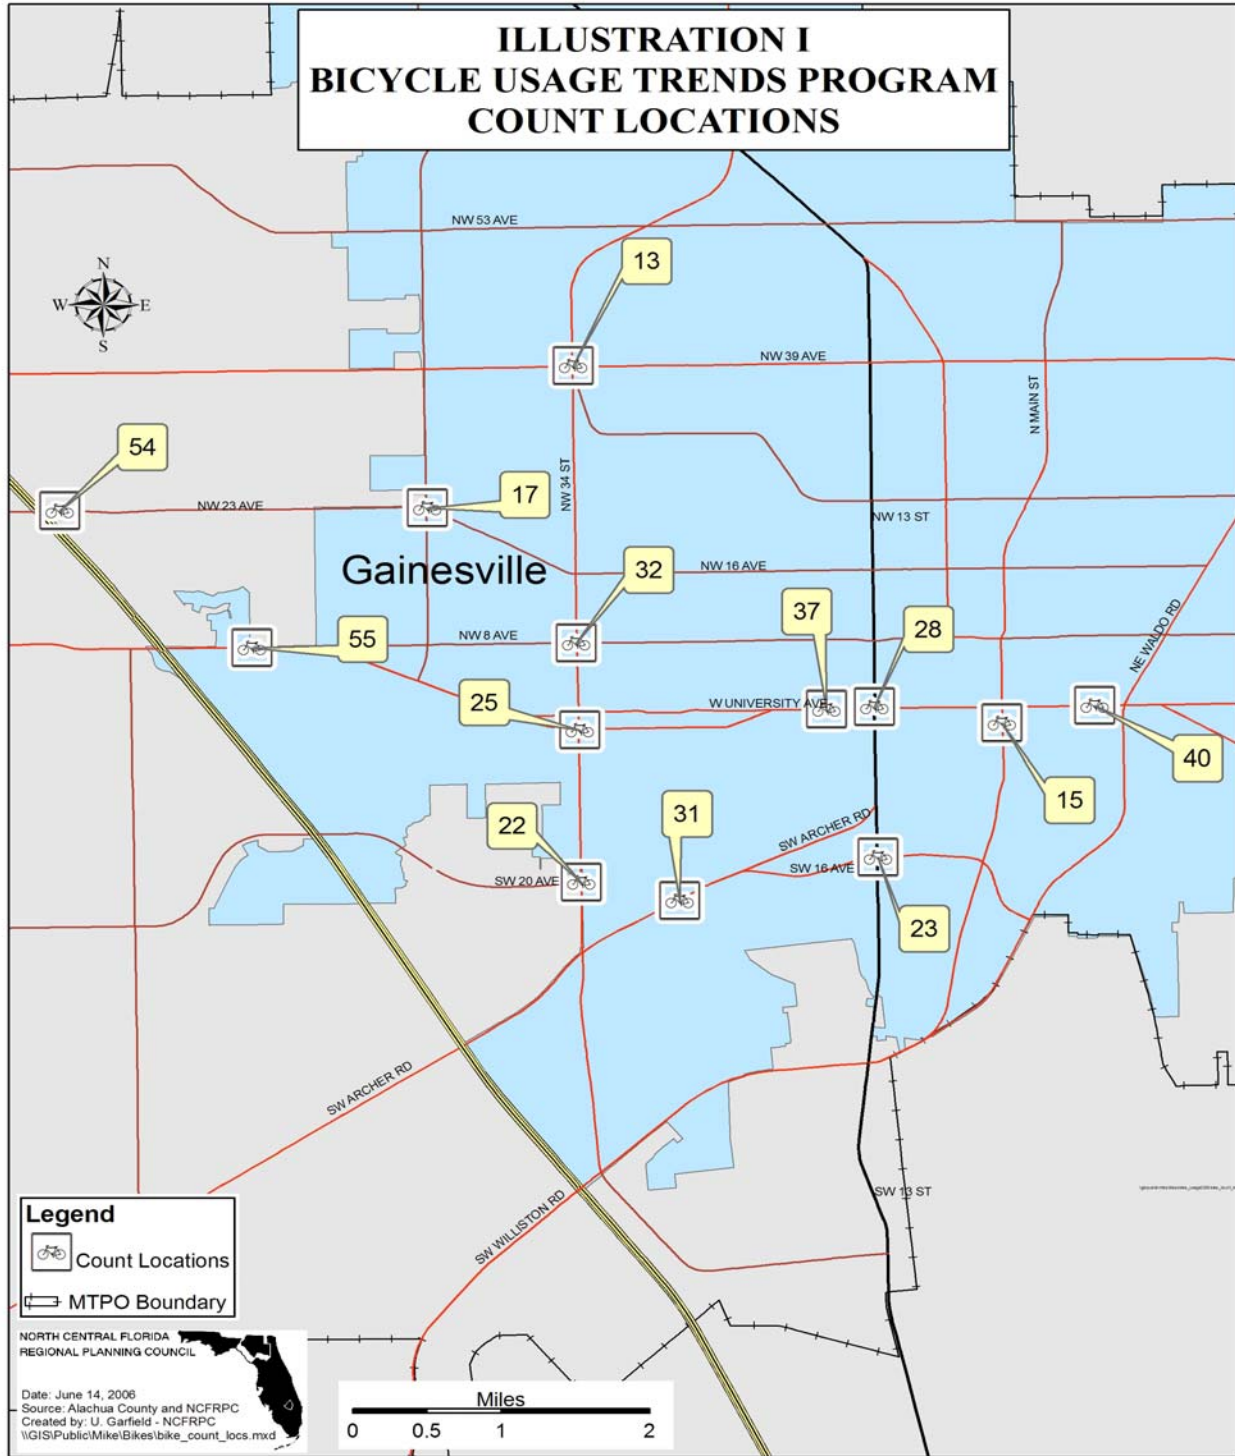 ILLUSTRATION I
BICYCLE USAGE TRENDS PROGRAM
COUNT LOCATIONS
NW 53 AVE
13
N
W E
S
NW 39 AVE
N MAIN ST
54
NW 34 ST
17
NW 23 AVE
NW 13 ST
Gainesville
32
NW 16 AVE
37
28
NE WALDO RD
55
NW 8 AVE
25
W UNIVERSITY AVE
40
15
31
22
SW ARCHER RD
SW 16 AVE
SW 20 AVE
23
SW ARCHER RD
SW 13 ST
SW WILLISTON RD
Legend
Count Locations
MTPO Boundary
NORTH CENTRAL FLORIDA
REGIONAL PLANNING COUNCIL
Date: June 14, 2006
Source: Alachua County and NCFRPC
Created by: U. Garfield - NCFRPC
\\GIS\Public\Mike\Bikes\bike_count_locs.mxd
Miles
0 0.5 1 2